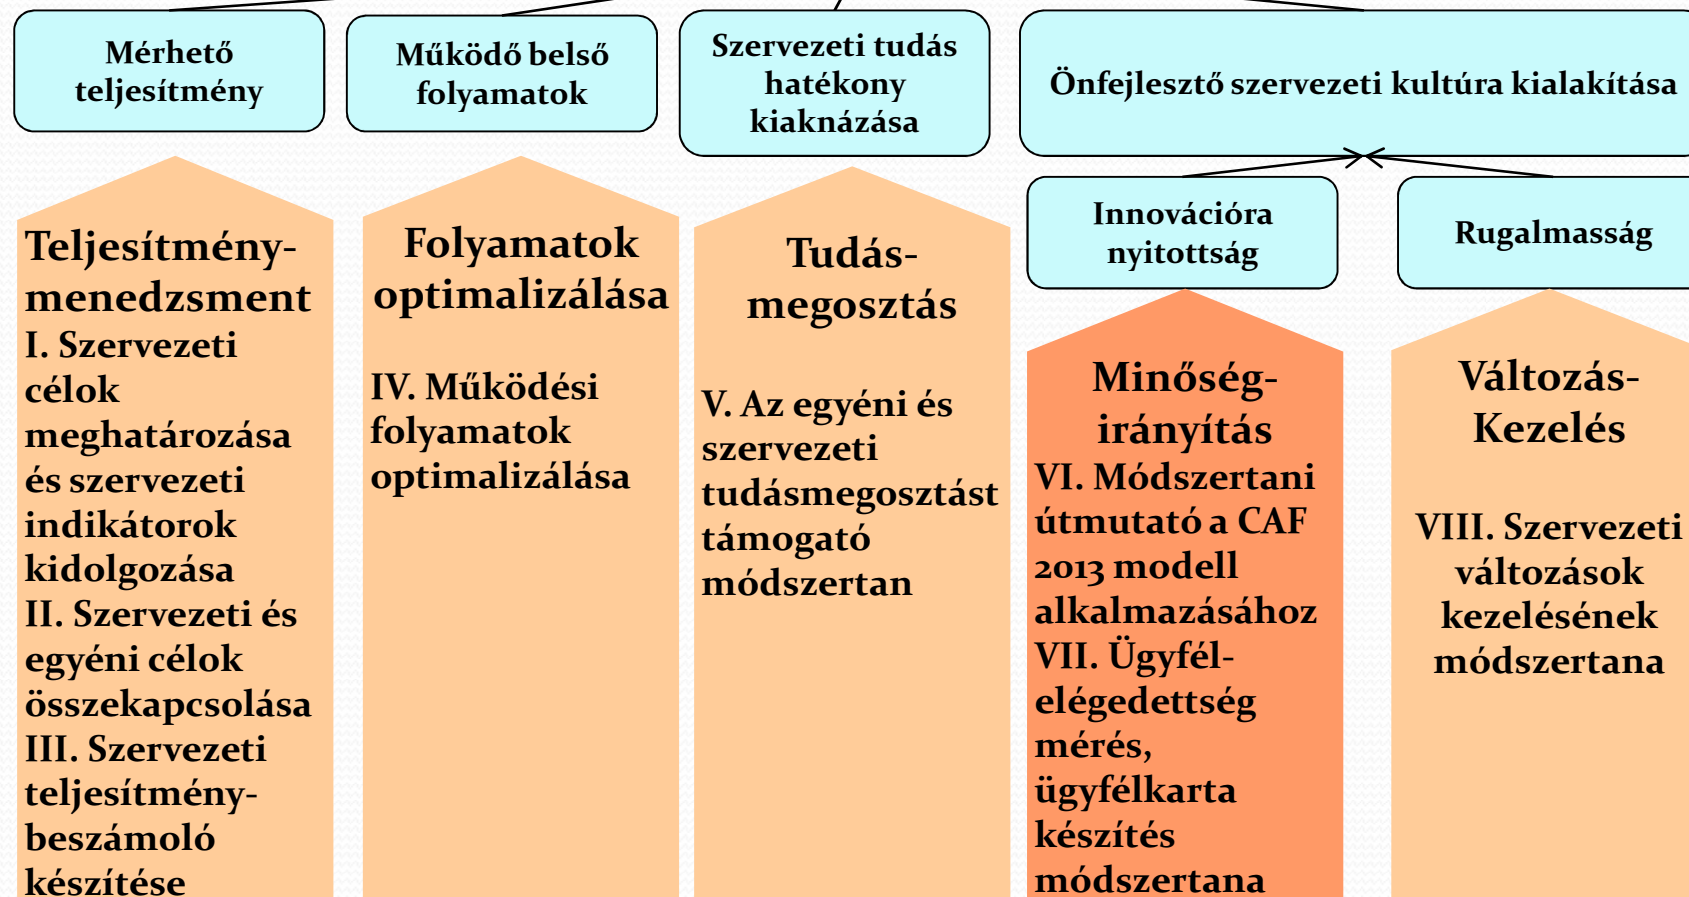 Mérhető
teljesítmény
Működő belső
folyamatok
Szervezeti tudás
hatékony
kiaknázása
Önfejlesztő szervezeti kultúra kialakítása
Innovációra
nyitottság
Rugalmasság
Teljesítmény-
menedzsment
I. Szervezeti
célok
meghatározása
és szervezeti
indikátorok
kidolgozása
II. Szervezeti és
egyéni célok
összekapcsolása
III. Szervezeti
teljesítmény-
beszámoló
készítése
Folyamatok
optimalizálása
IV. Működési
folyamatok
optimalizálása
Tudás-
megosztás
V. Az egyéni és
szervezeti
tudásmegosztást
támogató
módszertan
Minőség-
irányítás
VI. Módszertani
útmutató a CAF
2013 modell
alkalmazásához
VII. Ügyfél-
elégedettség
mérés,
ügyfélkarta
készítés
módszertana
Változás-
Kezelés
VIII. Szervezeti
változások
kezelésének
módszertana